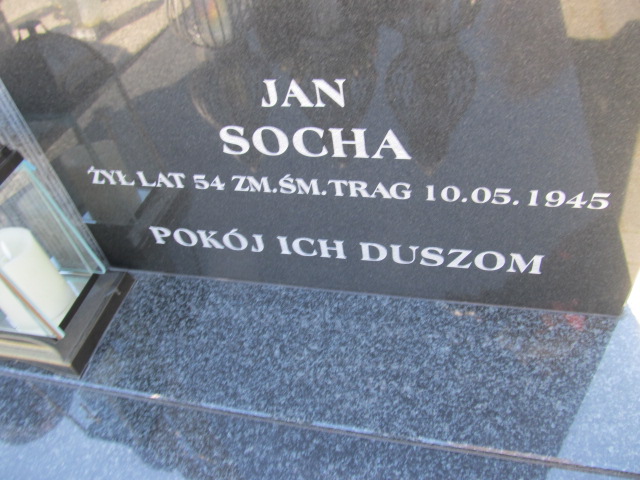 JAN
SOCHA
ŻYŁ LAT 54 ZM.ŚM.TRAG 10.05.1945
POKÓJ ICH DUSZOM